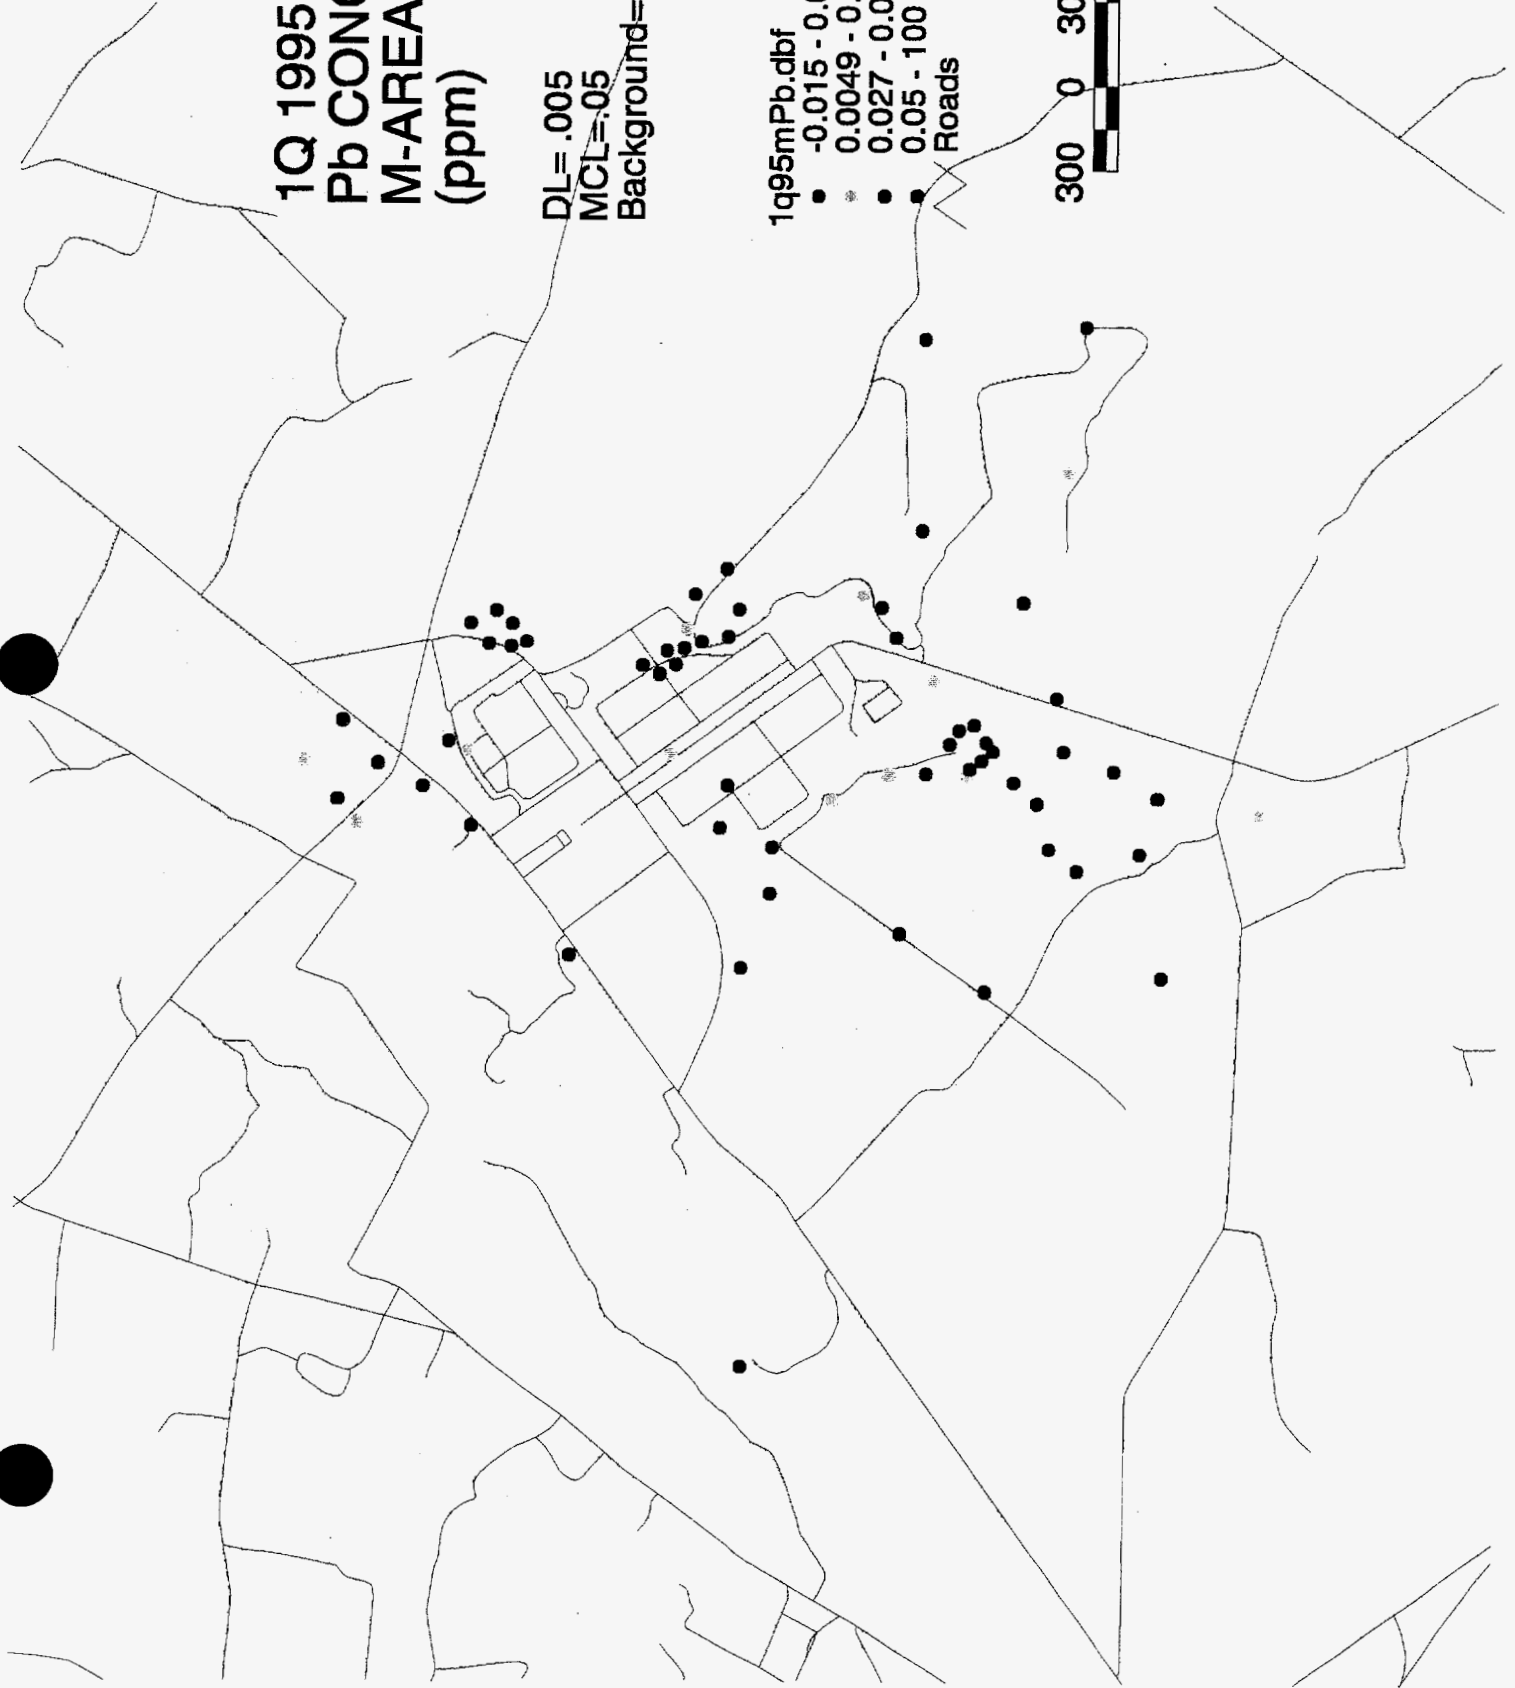 1Q 1995
Pb CONC
M-AREA
(ppm)
DL= .005
MCL=.05
Background=
1q95mPb.dbf
-0.015 - 0.0
0.0049 - 0.
0.027 - 0.0
0.05 - 100
Roads
300 0 30